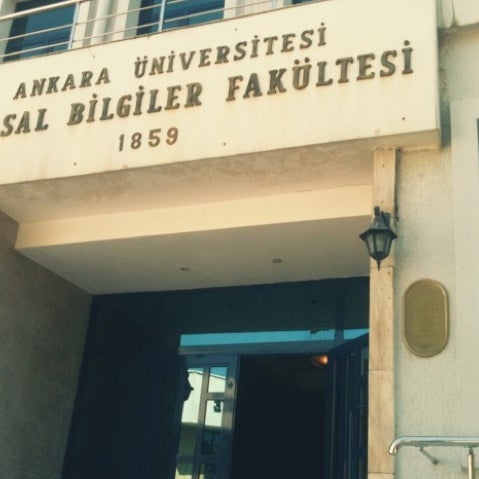 ANKARA ÜNİVERSİTESİ
SAL BİLGİLER FAKÜLTESİ
1859